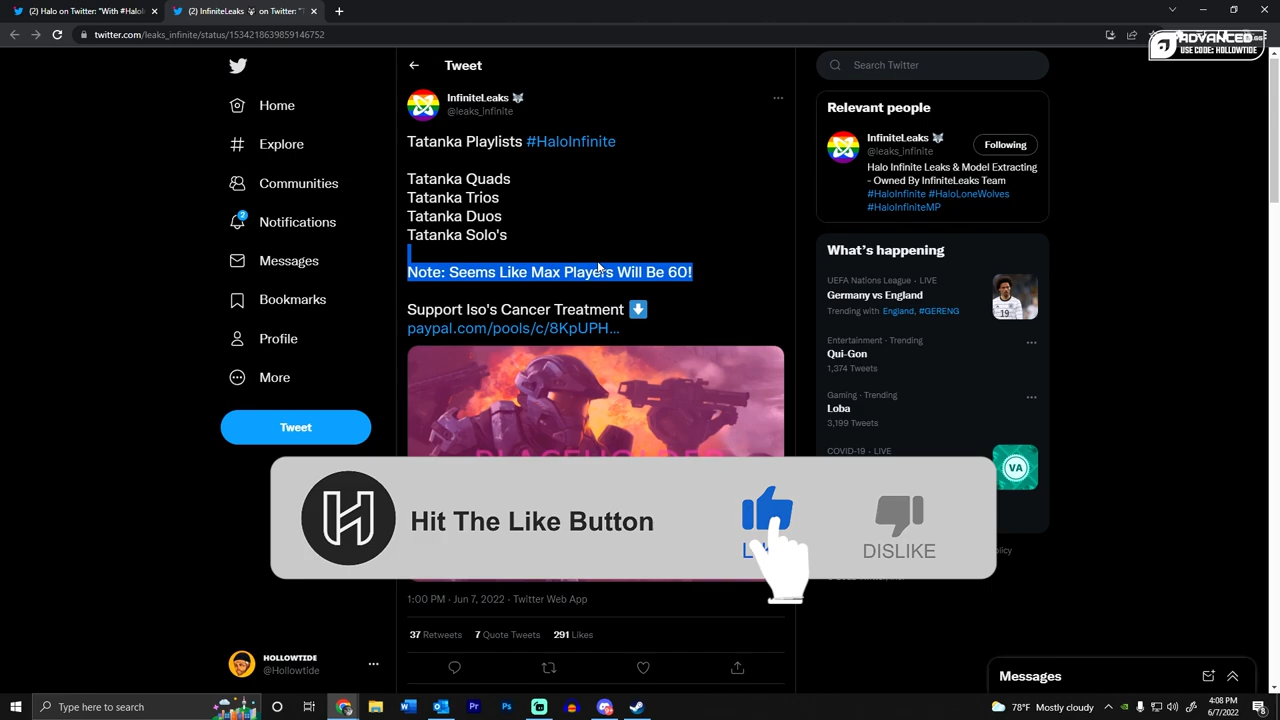 (2) Halo on Twitter: "With #Halo
(2) InfiniteLeaks on Twitter: "T
twitter.com/leaks_infinite/status/1534218639859146752
ADVANCED.GG
USE CODE: HOLLOWTIDE
Home
Explore
Communities
2
Notifications
Messages
Bookmarks
Profile
More
Tweet
HOLLOWTIDE
@Hollowtide
Tweet
InfiniteLeaks
@leaks_infinite
Tatanka Playlists #HaloInfinite
Tatanka Quads
Tatanka Trios
Tatanka Duos
Tatanka Solo's
Note: Seems Like Max Players Will Be 60!
Support Iso's Cancer Treatment
paypal.com/pools/c/8KpUPH...
Hit The Like Button
DISLIKE
1:00 PM · Jun 7, 2022 · Twitter Web App
37 Retweets 7 Quote Tweets 291 Likes
Search Twitter
Relevant people
InfiniteLeaks
@leaks_infinite
Following
Halo Infinite Leaks & Model Extracting
- Owned By InfiniteLeaks Team
#HaloInfinite #HaloLoneWolves
#HaloInfiniteMP
What's happening
UEFA Nations League · LIVE
Germany vs England
Trending with England, #GERENG
19
Entertainment · Trending
Qui-Gon
1,374 Tweets
Gaming · Trending
Loba
3,199 Tweets
COVID-19 · LIVE
VA
Messages
Type here to search
78°F Mostly cloudy
4:08 PM
6/7/2022